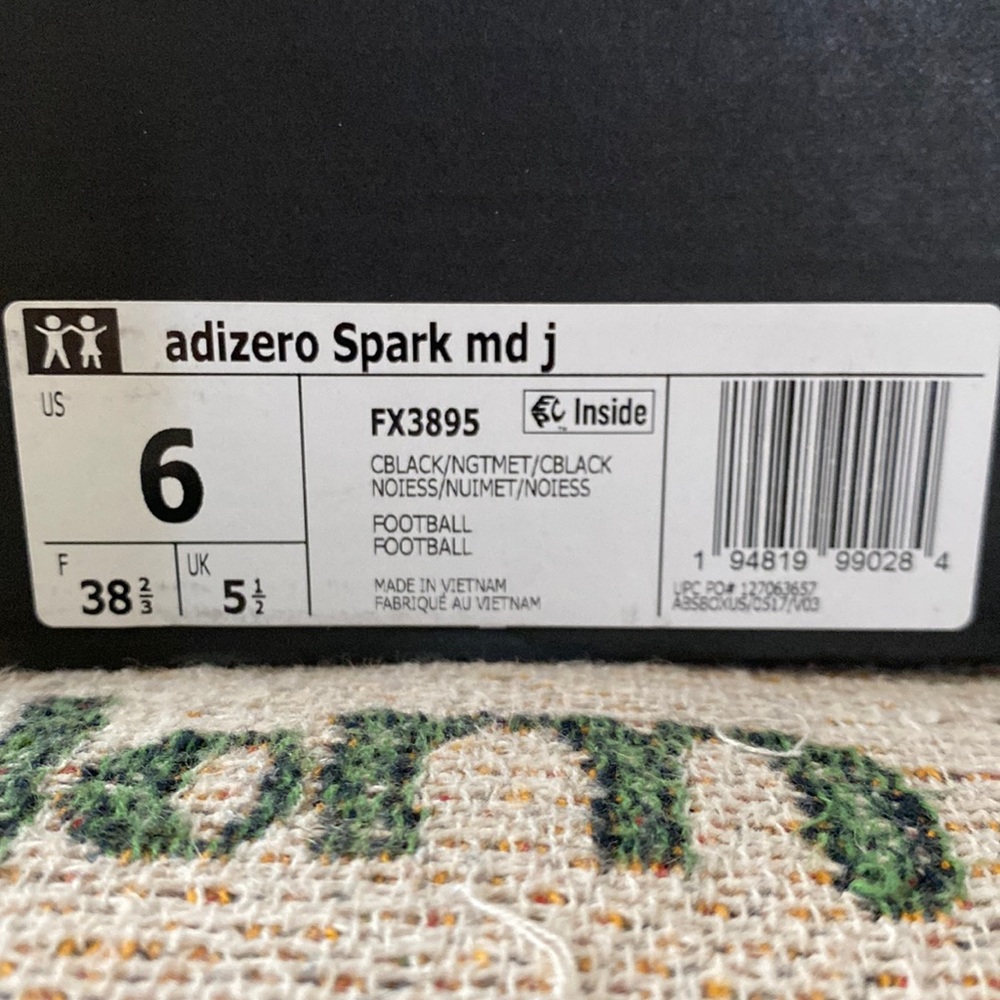 adizero Spark md j
US
6
F
38 2/3
UK
5 1/2
FX3895
Inside
CBLACK/NGTMET/CBLACK
NOIESS/NUIMET/NOIESS
FOOTBALL
FOOTBALL
MADE IN VIETNAM
FABRIQUÉ AU VIETNAM
1 94819 99028 4
UPC PO# 127063657